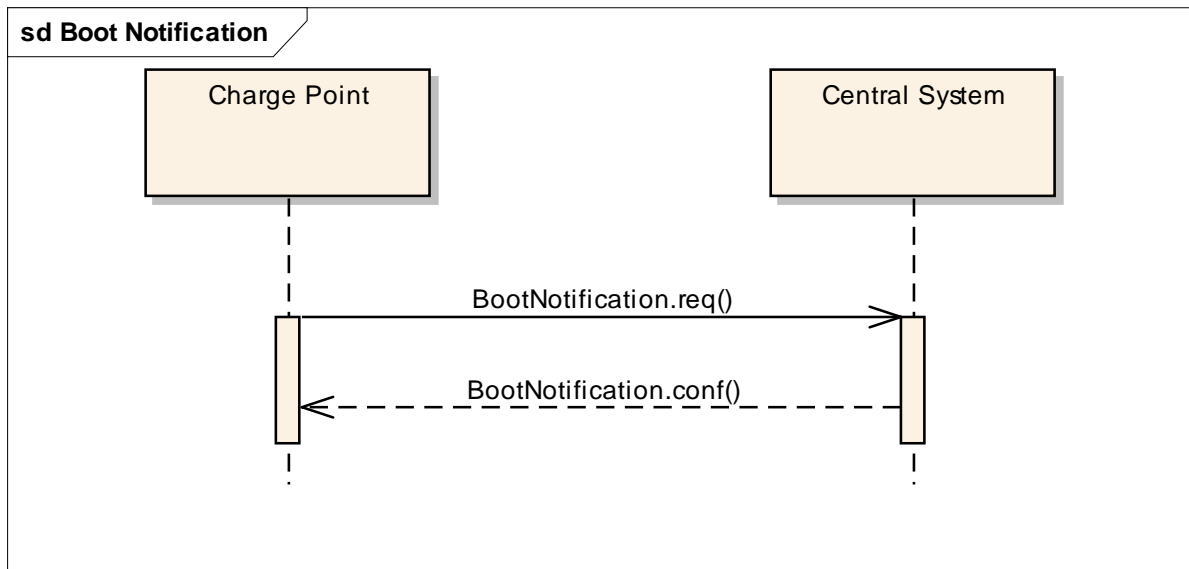 sd Boot Notification
Charge Point
Central System
BootNotification.req()
BootNotification.conf()